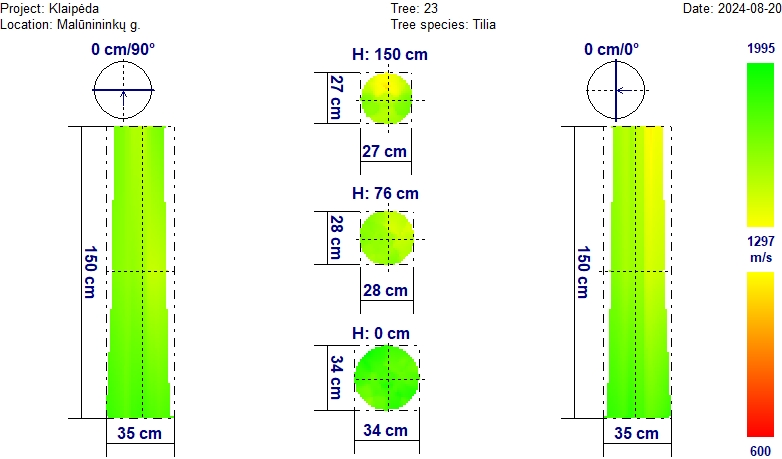 Project: Klaipėda Tree: 23 Date: 2024-08-20
Location: Malūnininkų g. Tree species: Tilia
0 cm/90° 0 cm/0° 1995
H: 150 cm
27 cm
27 cm
H: 76 cm
28 cm
28 cm
150 cm 150 cm
1297
m/s
H: 0 cm
34 cm
34 cm
35 cm 35 cm
600